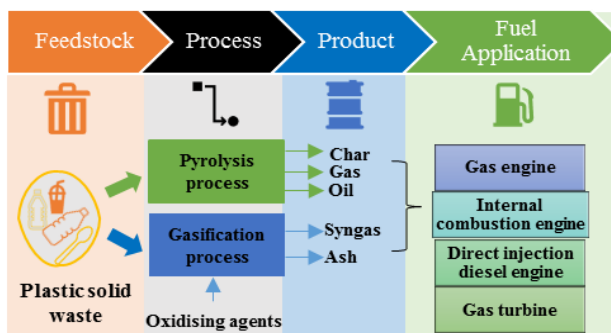 Feedstock
Process
Product
Fuel
Application
Pyrolysis
process
Char
Gas
Oil
Gasification
process
Syngas
Ash
Plastic solid
waste
Oxidising agents
Gas engine
Internal
combustion engine
Direct injection
diesel engine
Gas turbine